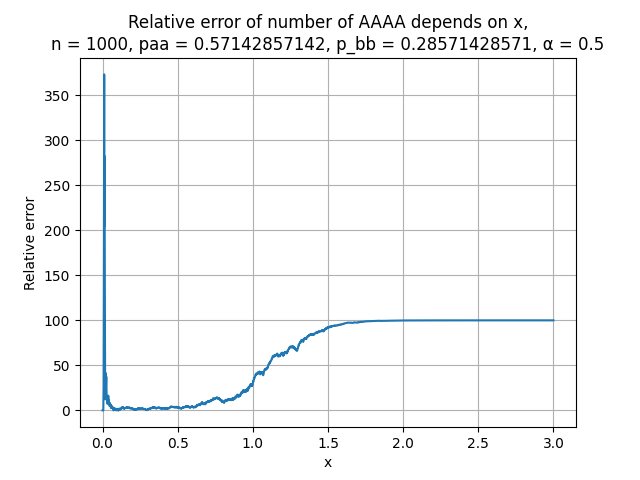 Relative error of number of AAAA depends on x,
n = 1000, paa = 0.57142857142, p_bb = 0.28571428571, α = 0.5
Relative error
350
300
250
200
150
100
50
0
0.0 0.5 1.0 1.5 2.0 2.5 3.0
x